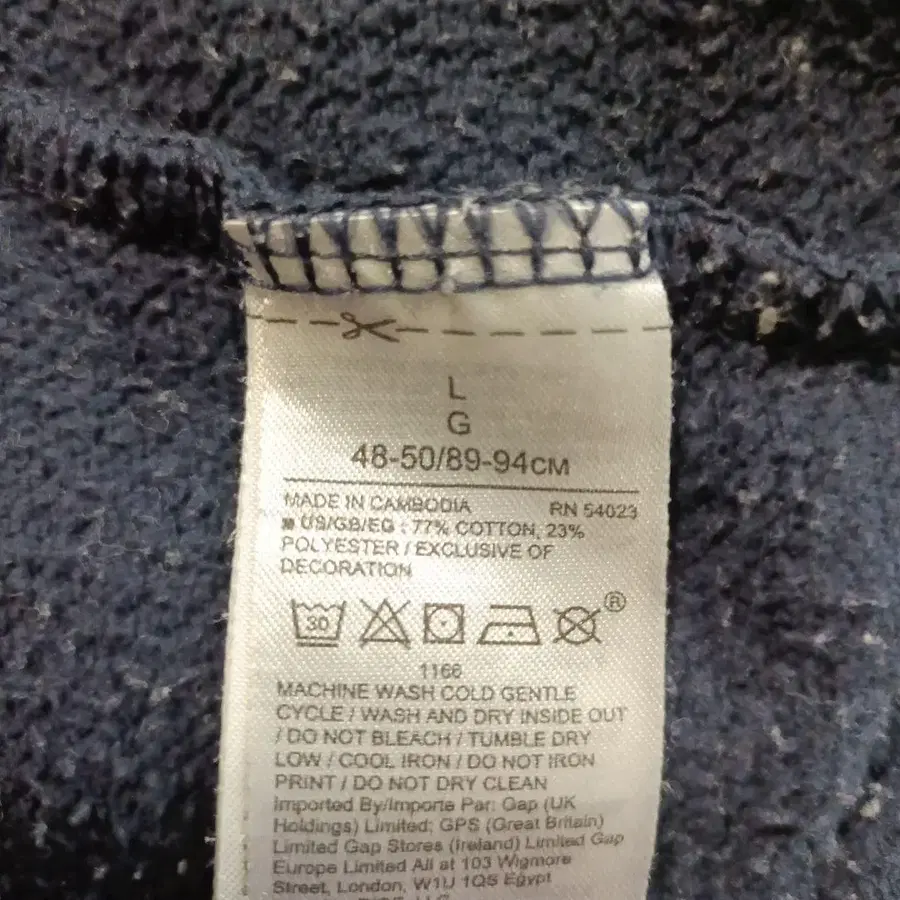 L
G
48-50/89-94CM
MADE IN CAMBODIA RN 54023
US/GB/EG : 77% COTTON, 23%
POLYESTER / EXCLUSIVE OF
DECORATION
30
®
1166
MACHINE WASH COLD GENTLE
CYCLE / WASH AND DRY INSIDE OUT
/ DO NOT BLEACH / TUMBLE DRY
LOW / COOL IRON / DO NOT IRON
PRINT / DO NOT DRY CLEAN
Imported By/Importe Par: Gap (UK
Holdings) Limited; GPS (Great Britain)
Limited Gap Stores (Ireland) Limited Gap
Europe Limited All at 103 Wigmore
Street, London, W1U 1QS Egypt